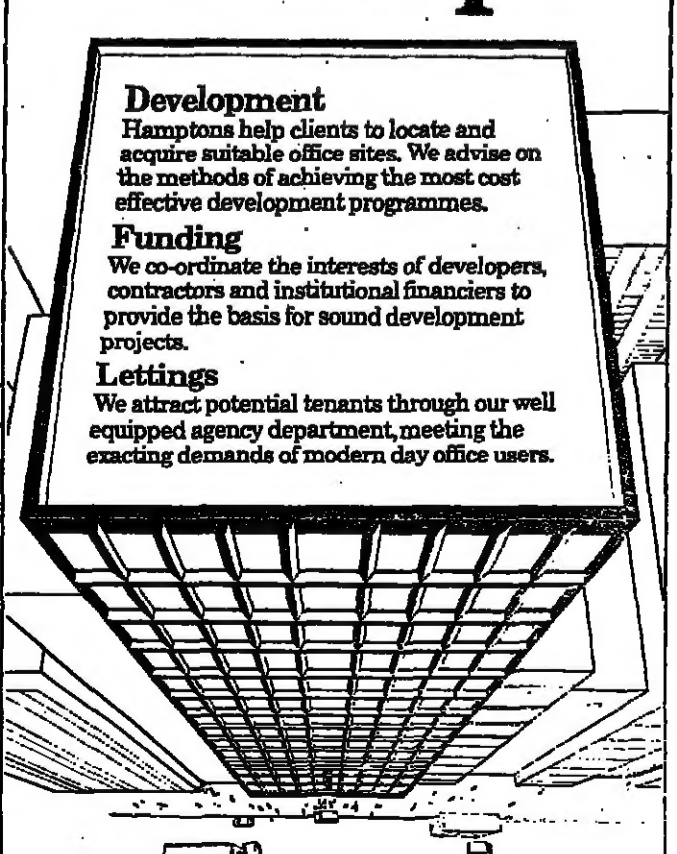 Development
Hamptons help clients to locate and
acquire suitable office sites. We advise on
the methods of achieving the most cost
effective development programmes.
Funding
We co-ordinate the interests of developers,
contractors and institutional financiers to
provide the basis for sound development
projects.
Lettings
We attract potential tenants through our well
equipped agency department, meeting the
exacting demands of modern day office users.